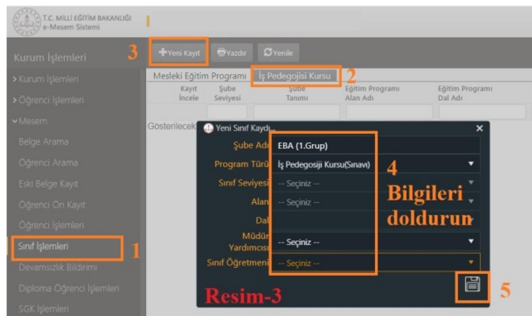 T.C. MİLLİ EĞİTİM BAKANLIĞI
e-Mesem Sistemi
Kurum İşlemleri
3
Yeni Kayıt
Yazdır
Yenile
Mesleki Eğitim Programı
İş Pedegojisi Kursu
2
> Kurum İşlemleri
> Öğrenci İşlemleri
Mesem
Belge Arama
Öğrenci Arama
Eski Belge Kayıt
Öğrenci Ön Kayıt
Öğrenci İşlemleri
Sınıf İşlemleri
1
Devamsızlık Bildirimi
Diploma Öğrenci İşlemleri
SGK İşlemleri
Kayıt İncele
Şube Seviyesi
Şube Tanımı
Eğitim Programı Alan Adı
Eğitim Programı Dal Adı
Gösterilecek
Yeni Sınıf Kaydı...
Şube Adı
EBA (1.Grup)
Program Türü
İş Pedegosiji Kursu(Sınavı)
Sınıf Seviyesi
-- Seçiniz --
Alan
-- Seçiniz --
Dal
Müdür Yardımcısı
-- Seçiniz --
Sınıf Öğretmeni
-- Seçiniz --
4
Bilgileri
doldurun
Resim-3
5